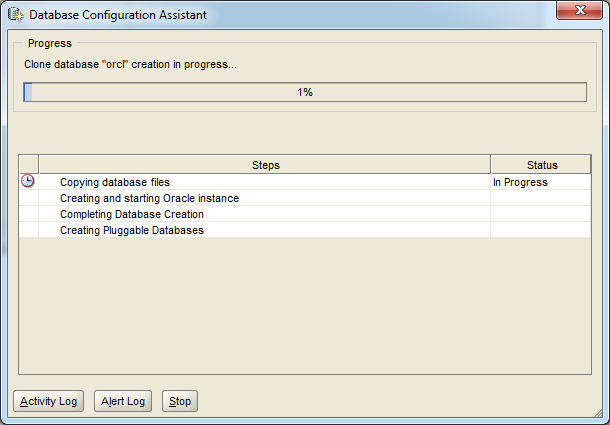 Database Configuration Assistant
Progress
Clone database "orcl" creation in progress...
1%
Steps Status
Copying database files In Progress
Creating and starting Oracle instance
Completing Database Creation
Creating Pluggable Databases
Activity Log Alert Log Stop